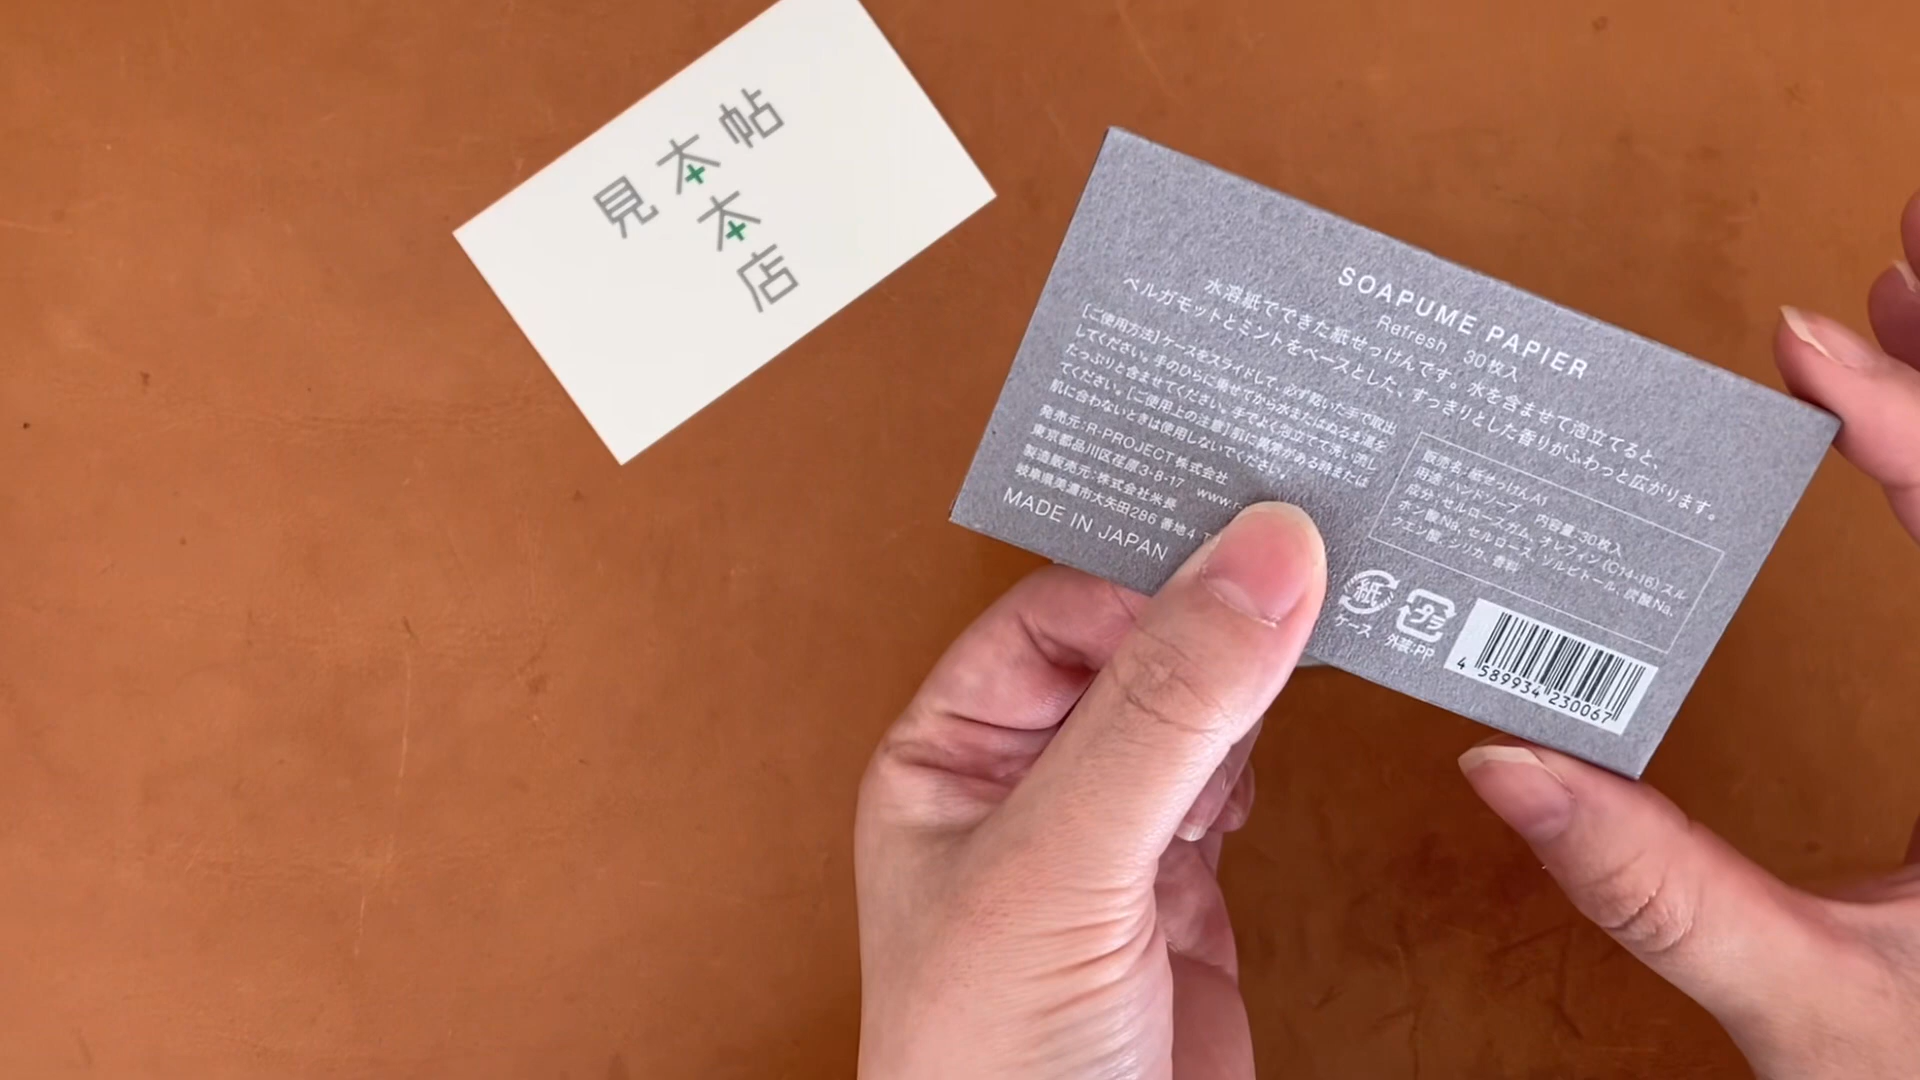 見本帖
本
店
SOAPUME PAPIER
Refresh 30枚入
水溶紙でできた紙せっけんです。水を含ませて泡立てると、
ベルガモットとミントをベースとした、すっきりとした香りがふわっと広がります。
[ご使用方法]ケースをスライドして、必ず乾いた手で取出
してください。手のひらに乗せてから水またはぬるま湯を
たっぷりと含ませてください。手でよく泡立てて洗い流し
てください。[ご使用上の注意]肌に異常がある時または
肌に合わないときは使用しないでください。
発売元:R-PROJECT株式会社
東京都品川区荏原3-8-17 www.r-
製造販売元:株式会社米長
岐阜県美濃市大矢田286番地4
MADE IN JAPAN
販売名:紙せっけんA1
用途:ハンドソープ 内容量:30枚入
成分:セルロースガム、オレフィン(C14-16)スル
ホン酸Na、セルロース、ソルビトール、炭酸Na、
クエン酸、シリカ、香料
紙
ケース
プラ
外装:PP
4 589934 230067